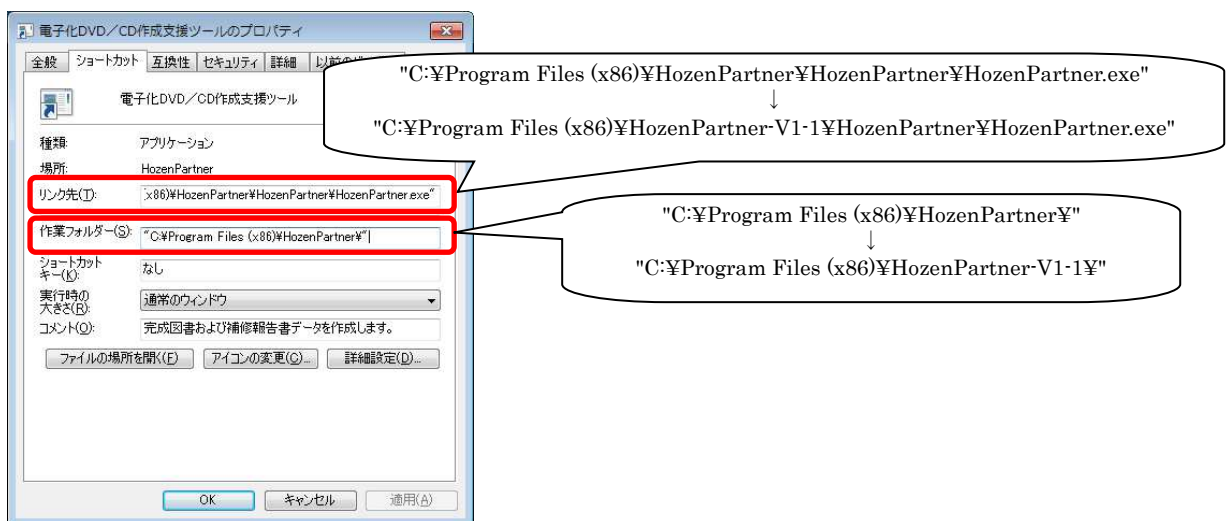 電子化DVD／CD作成支援ツールのプロパティ
全般 ショートカット 互換性 セキュリティ 詳細
電子化DVD／CD作成支援ツール
種類: アプリケーション
場所: HozenPartner
リンク先(T): x86)¥HozenPartner¥HozenPartner¥HozenPartner.exe"
作業フォルダー(S): "C:¥Program Files (x86)¥HozenPartner¥"
ショートカット
キー(K): なし
実行時の
大きさ(R): 通常のウィンドウ
コメント(O): 完成図書および補修報告書データを作成します。
ファイルの場所を開く(F) アイコンの変更(C)... 詳細設定(D)...
OK キャンセル 適用(A)
"C:¥Program Files (x86)¥HozenPartner¥HozenPartner¥HozenPartner.exe"
↓
"C:¥Program Files (x86)¥HozenPartner-V1-1¥HozenPartner¥HozenPartner.exe"
"C:¥Program Files (x86)¥HozenPartner¥"
↓
"C:¥Program Files (x86)¥HozenPartner-V1-1¥"